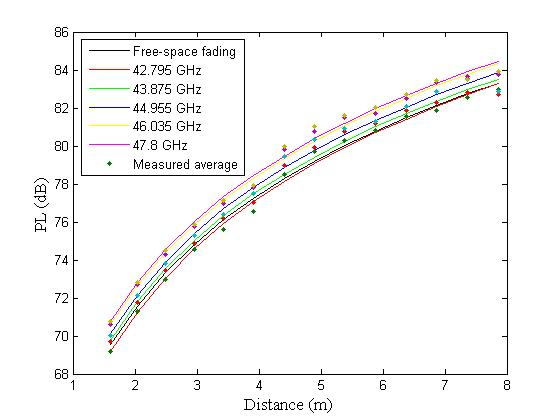 86
84
82
80
78
76
74
72
70
68
PL (dB)
Free-space fading
42.795 GHz
43.875 GHz
44.955 GHz
46.035 GHz
47.8 GHz
Measured average
1 2 3 4 5 6 7 8
Distance (m)